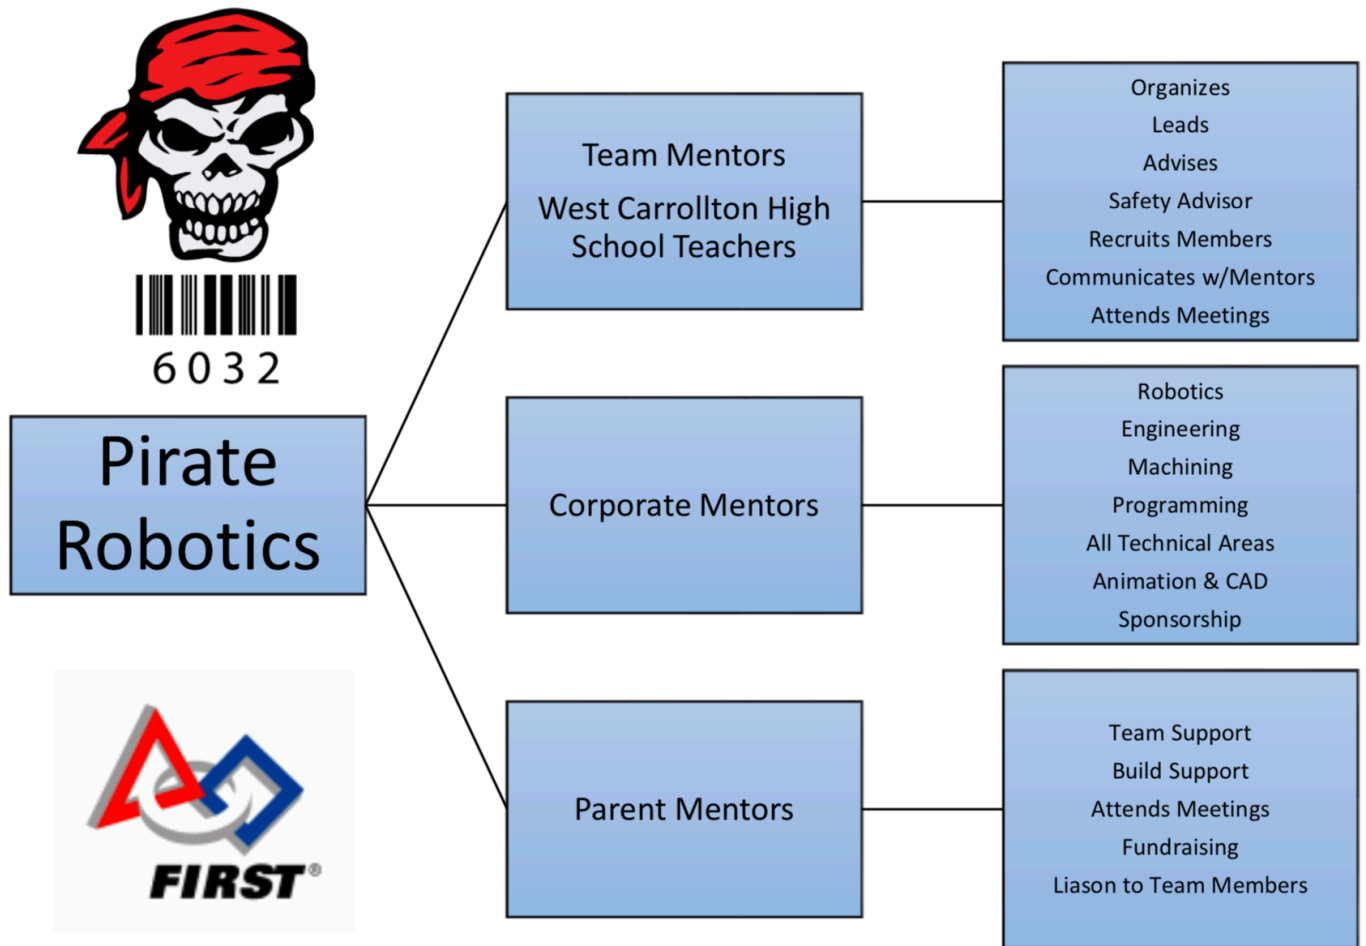 6032
Pirate
Robotics
FIRST®
Team Mentors
West Carrollton High
School Teachers
Organizes
Leads
Advises
Safety Advisor
Recruits Members
Communicates w/Mentors
Attends Meetings
Corporate Mentors
Robotics
Engineering
Machining
Programming
All Technical Areas
Animation & CAD
Sponsorship
Parent Mentors
Team Support
Build Support
Attends Meetings
Fundraising
Liason to Team Members